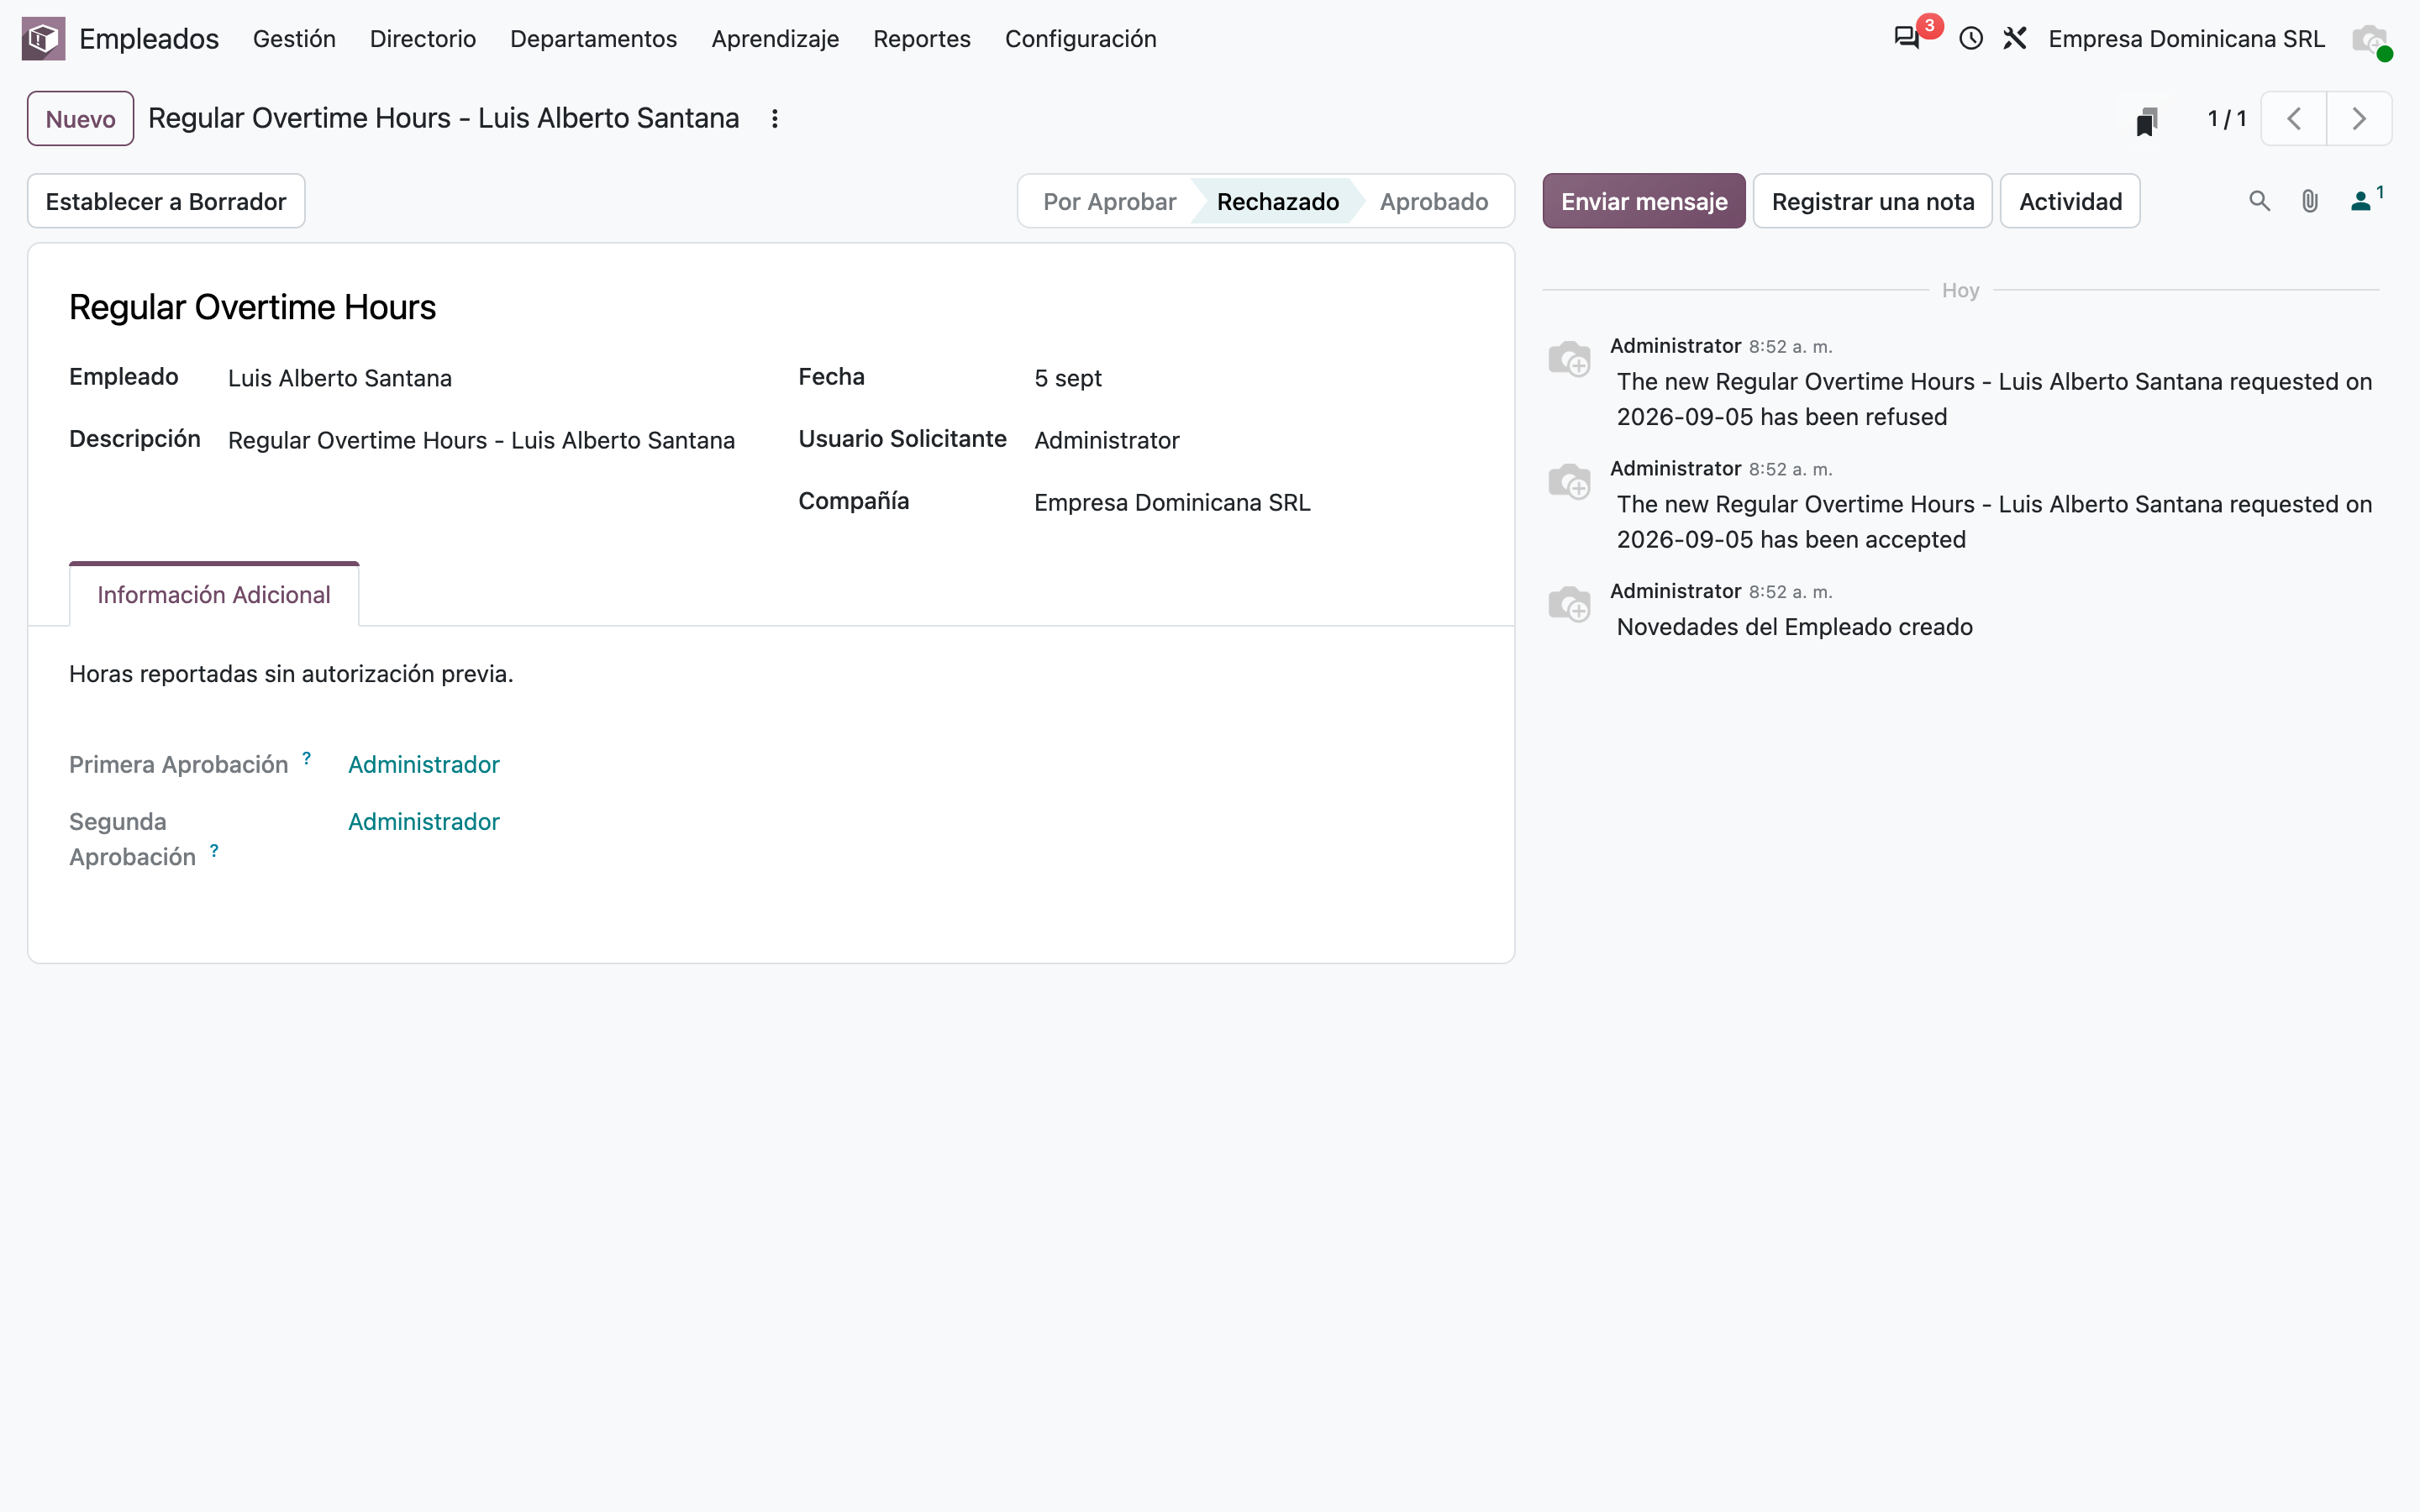 Empleados Gestión Directorio Departamentos Aprendizaje Reportes Configuración 3 Empresa Dominicana SRL
Nuevo Regular Overtime Hours - Luis Alberto Santana 1 / 1
Establecer a Borrador Por Aprobar Rechazado Aprobado Enviar mensaje Registrar una nota Actividad 1
Regular Overtime Hours
Empleado Luis Alberto Santana Fecha 5 sept
Descripción Regular Overtime Hours - Luis Alberto Santana Usuario Solicitante Administrator
Compañía Empresa Dominicana SRL
Información Adicional
Horas reportadas sin autorización previa.
Primera Aprobación ? Administrador
Segunda Administrador
Aprobación ?
Hoy
Administrator 8:52 a. m.
The new Regular Overtime Hours - Luis Alberto Santana requested on
2026-09-05 has been refused
Administrator 8:52 a. m.
The new Regular Overtime Hours - Luis Alberto Santana requested on
2026-09-05 has been accepted
Administrator 8:52 a. m.
Novedades del Empleado creado